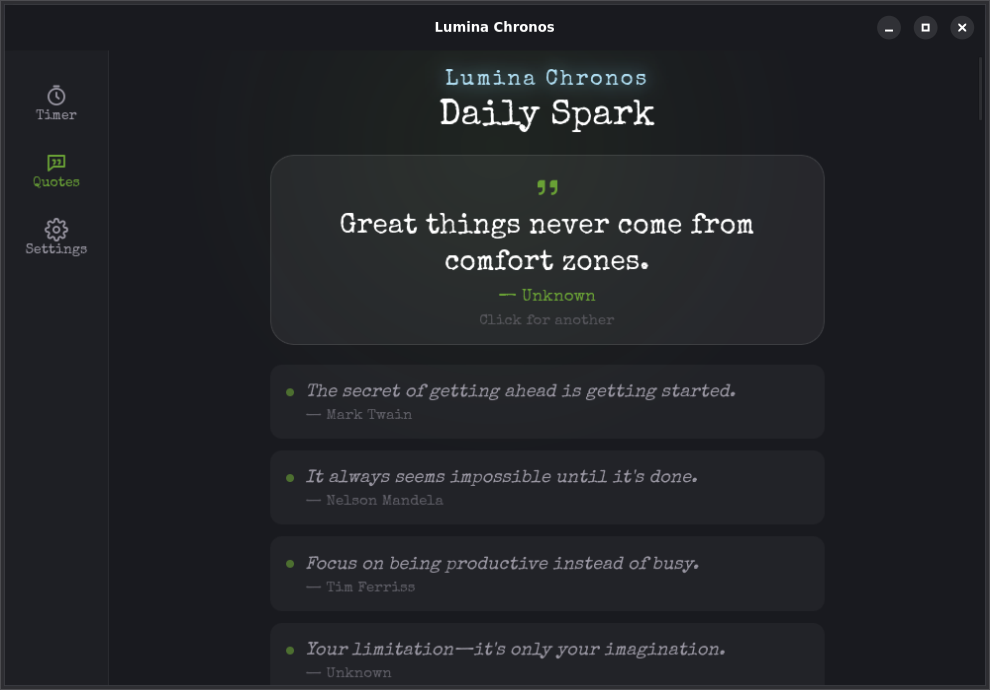 Lumina Chronos
Timer
Quotes
Settings
Lumina Chronos
Daily Spark
Great things never come from
comfort zones.
— Unknown
Click for another
The secret of getting ahead is getting started.
— Mark Twain
It always seems impossible until it's done.
— Nelson Mandela
Focus on being productive instead of busy.
— Tim Ferriss
Your limitation—it's only your imagination.
— Unknown